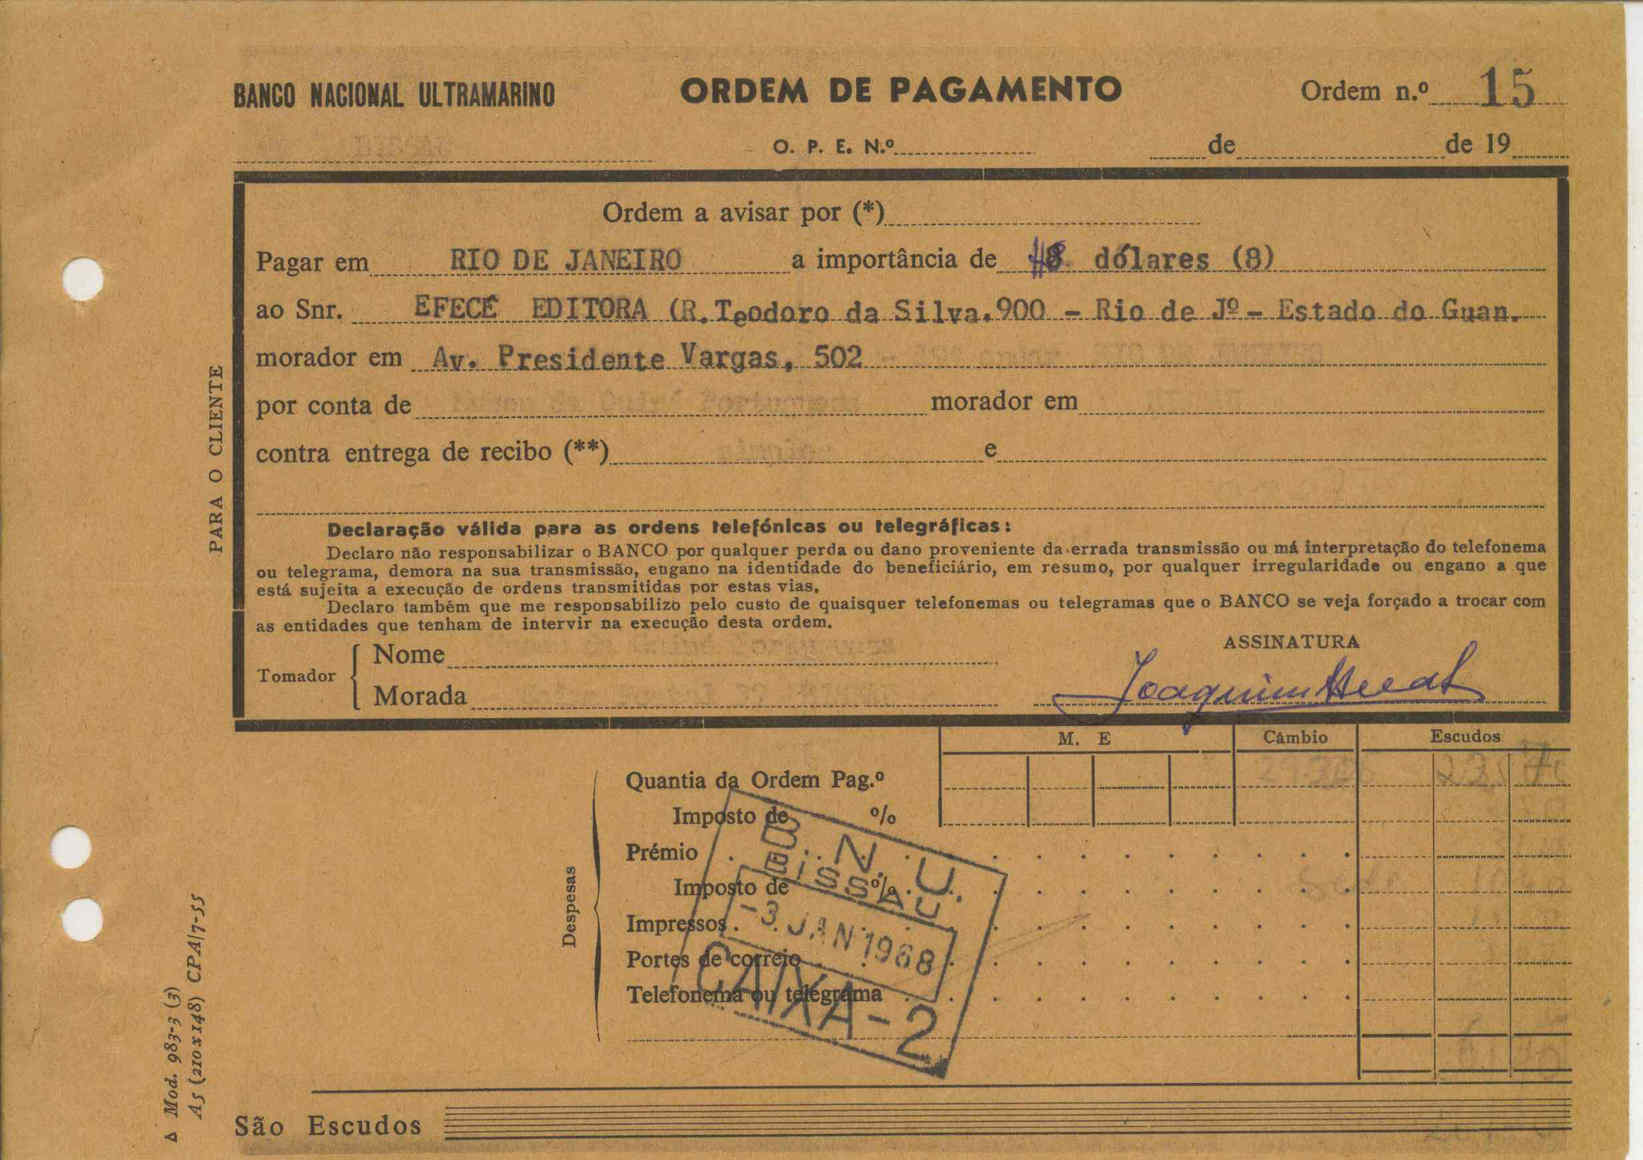 BANCO NACIONAL ULTRAMARINO
ORDEM DE PAGAMENTO
Ordem n.º 15
BISSAU
O. P. E. N.º
de de 19
Ordem a avisar por (*)
Pagar em RIO DE JANEIRO a importância de 8 dólares (8)
ao Snr. EFECÉ EDITORA (R.Teodoro da Silva.900 - Rio de Jº - Estado do Guan.
morador em Av. Presidente Vargas, 502
por conta de da Guiné Portuguesa morador em
contra entrega de recibo (**) e
Declaração válida para as ordens telefónicas ou telegráficas:
Declaro não responsabilizar o BANCO por qualquer perda ou dano proveniente da errada transmissão ou má interpretação do telefonema
ou telegrama, demora na sua transmissão, engano na identidade do beneficiário, em resumo, por qualquer irregularidade ou engano a que
está sujeita a execução de ordens transmitidas por estas vias.
Declaro também que me responsabilizo pelo custo de quaisquer telefonemas ou telegramas que o BANCO se veja forçado a trocar com
as entidades que tenham de intervir na execução desta ordem.
Tomador
Nome
Morada
ASSINATURA
Joaquim
PARA O CLIENTE
M. E
Câmbio
Escudos
Despesas
Quantia da Ordem Pag.º
Imposto de %
Prémio
Imposto de %
Impressos
Portes de correio
Telefonema ou telegrama
B. N. U.
BISSAU
-3 JAN 1968
CAIXA-2
São Escudos
Δ Mod. 983-3 (3)
A5 (210 x 148) CPA/7-55